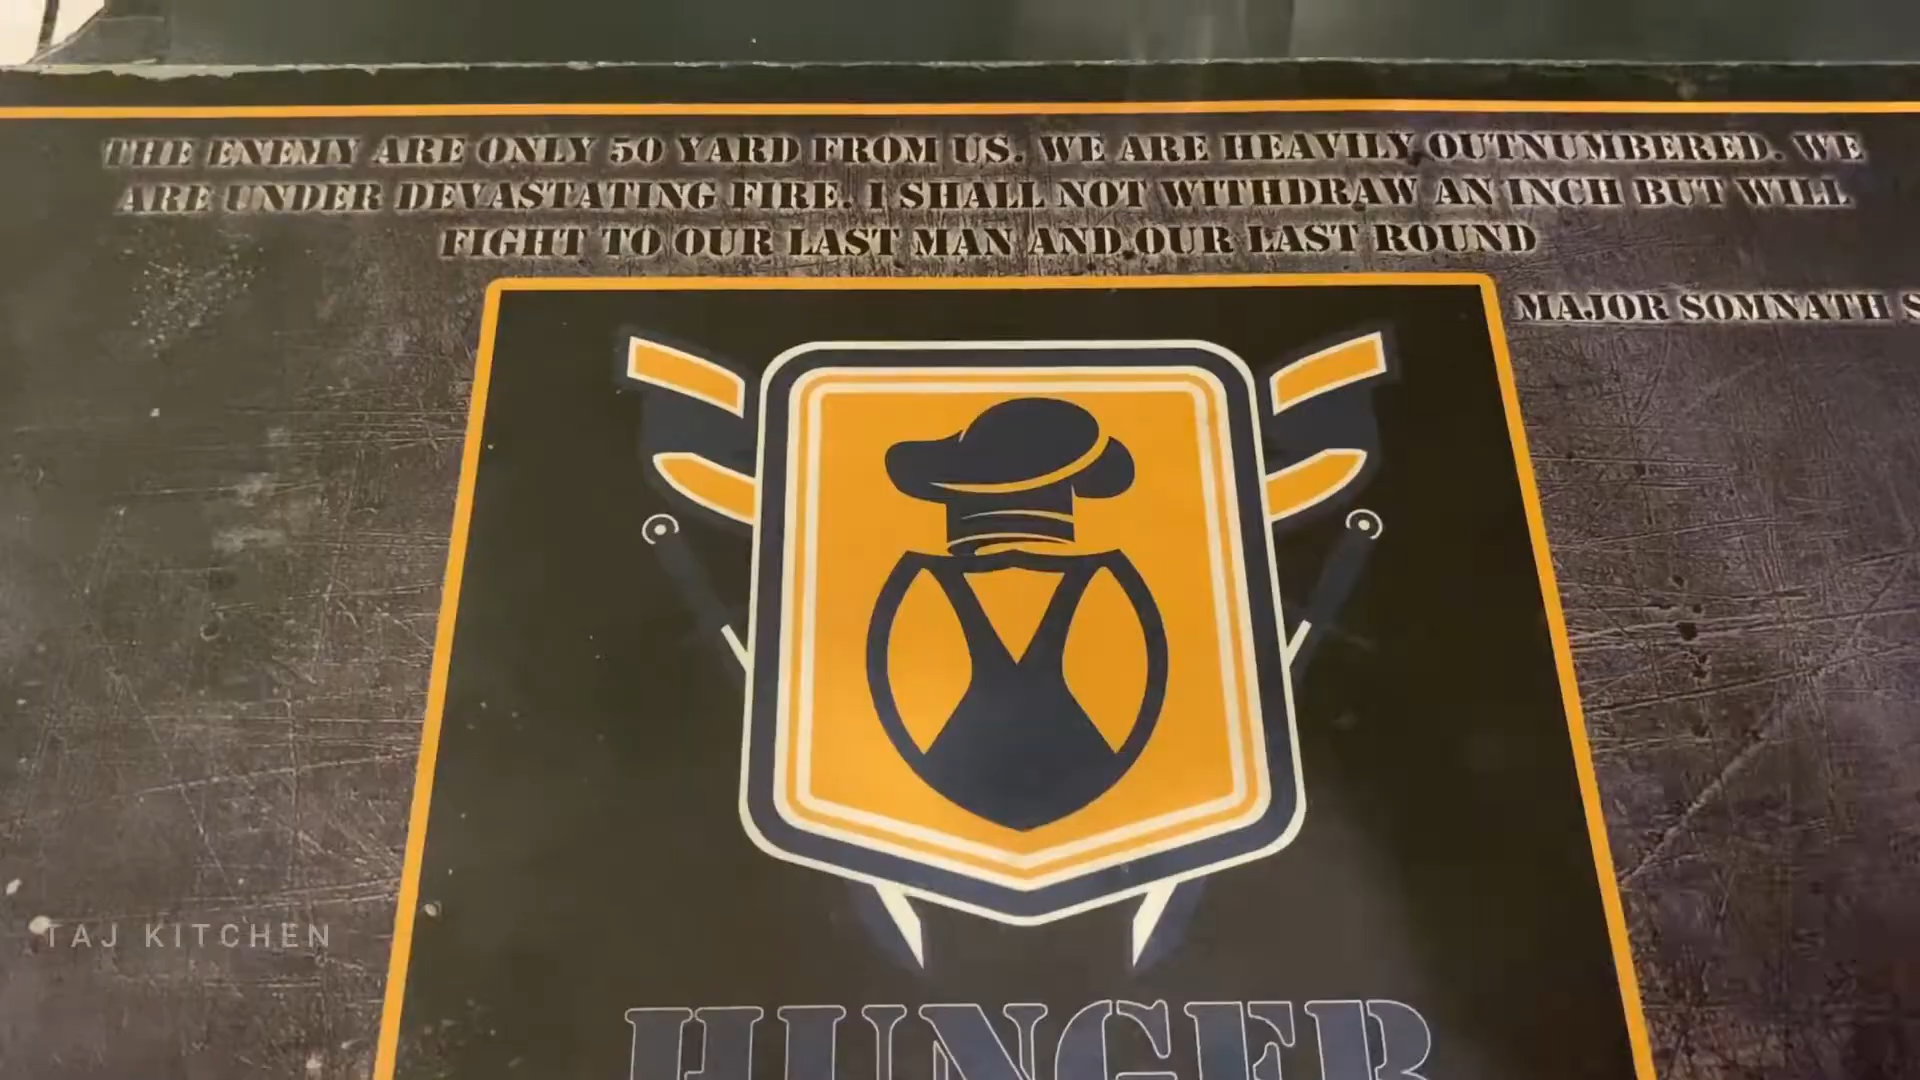 THE ENEMY ARE ONLY 50 YARD FROM US. WE ARE HEAVILY OUTNUMBERED. WE
ARE UNDER DEVASTATING FIRE. I SHALL NOT WITHDRAW AN INCH BUT WILL
FIGHT TO OUR LAST MAN AND OUR LAST ROUND
MAJOR SOMNATH S
TAJ KITCHEN
HUNGER